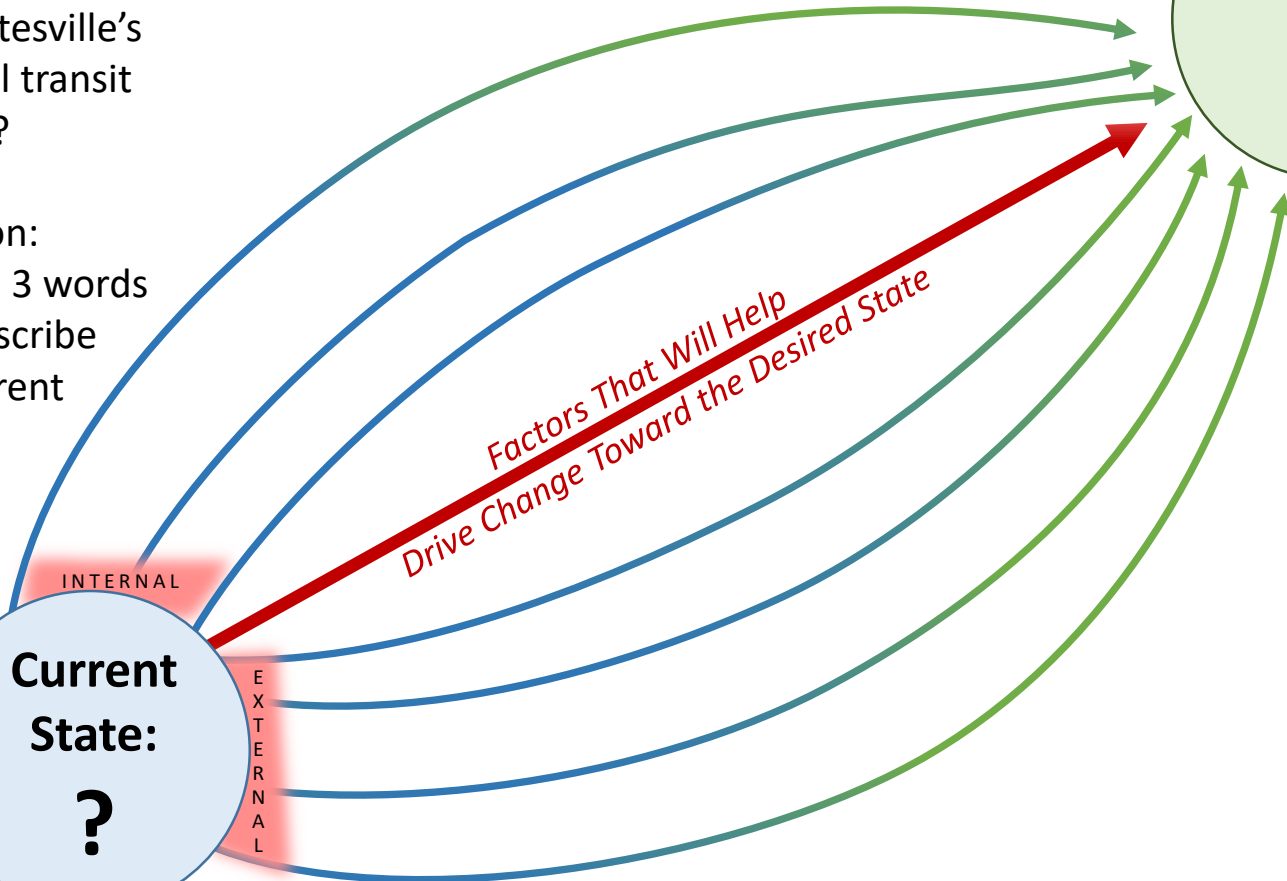 tesville's
l transit
?
on:
3 words
scribe
rent
Factors That Will Help
Drive Change Toward the Desired State
INTERNAL
Current
State:
?
EXTERNAL